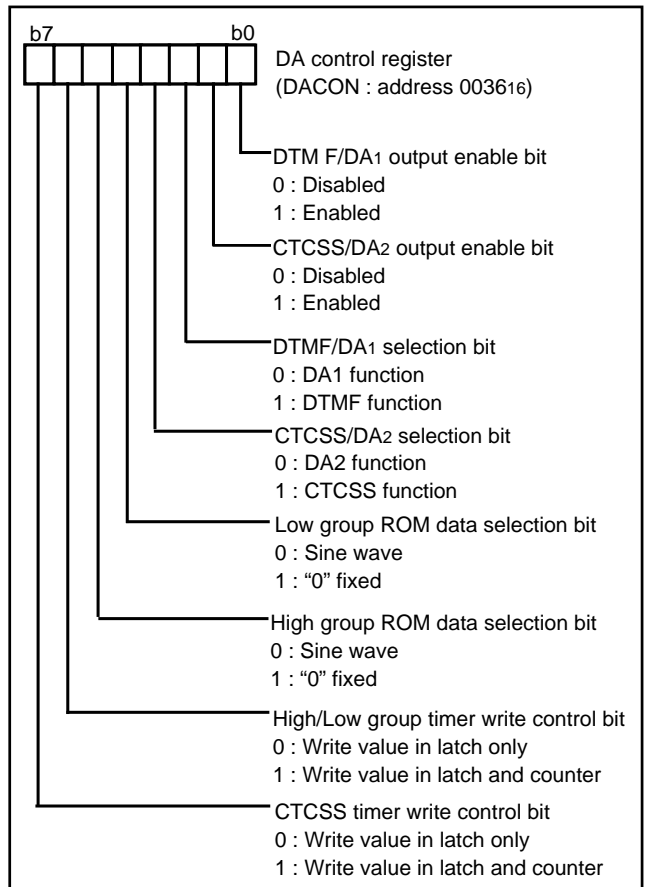 b7 b0
DA control register
(DACON : address 003616)
DTM F/DA1 output enable bit
0 : Disabled
1 : Enabled
CTCSS/DA2 output enable bit
0 : Disabled
1 : Enabled
DTMF/DA1 selection bit
0 : DA1 function
1 : DTMF function
CTCSS/DA2 selection bit
0 : DA2 function
1 : CTCSS function
Low group ROM data selection bit
0 : Sine wave
1 : “0” fixed
High group ROM data selection bit
0 : Sine wave
1 : “0” fixed
High/Low group timer write control bit
0 : Write value in latch only
1 : Write value in latch and counter
CTCSS timer write control bit
0 : Write value in latch only
1 : Write value in latch and counter